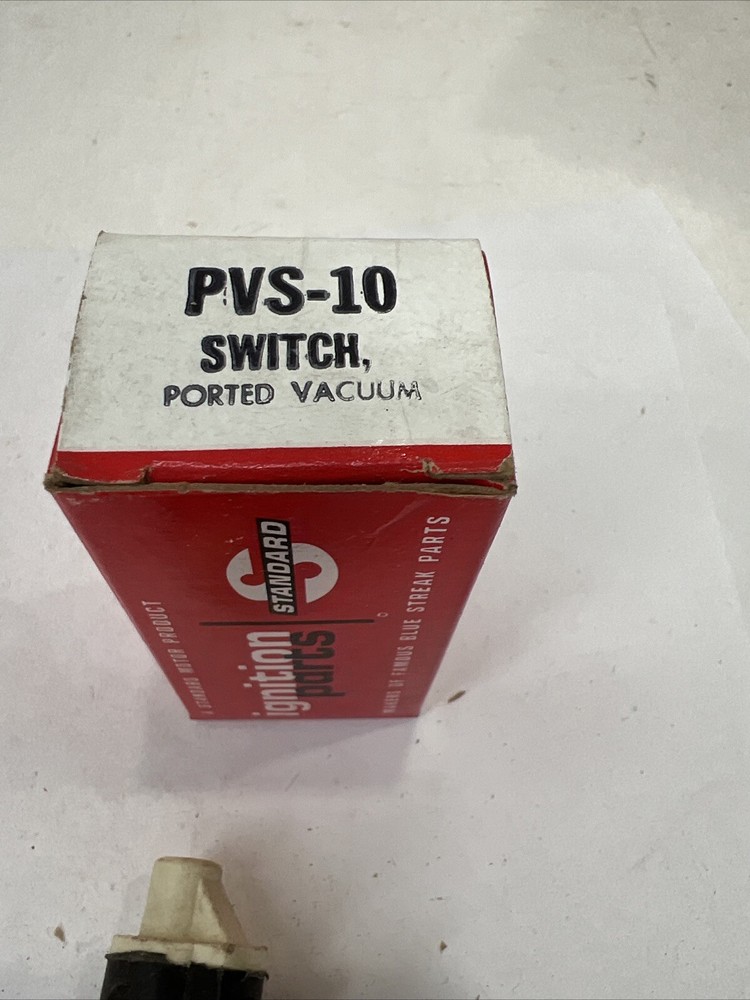 PVS-10
SWITCH,
PORTED VACUUM
STANDARD
ignition
parts
A STANDARD MOTOR PRODUCT
MAKERS OF FAMOUS BLUE STREAK PARTS